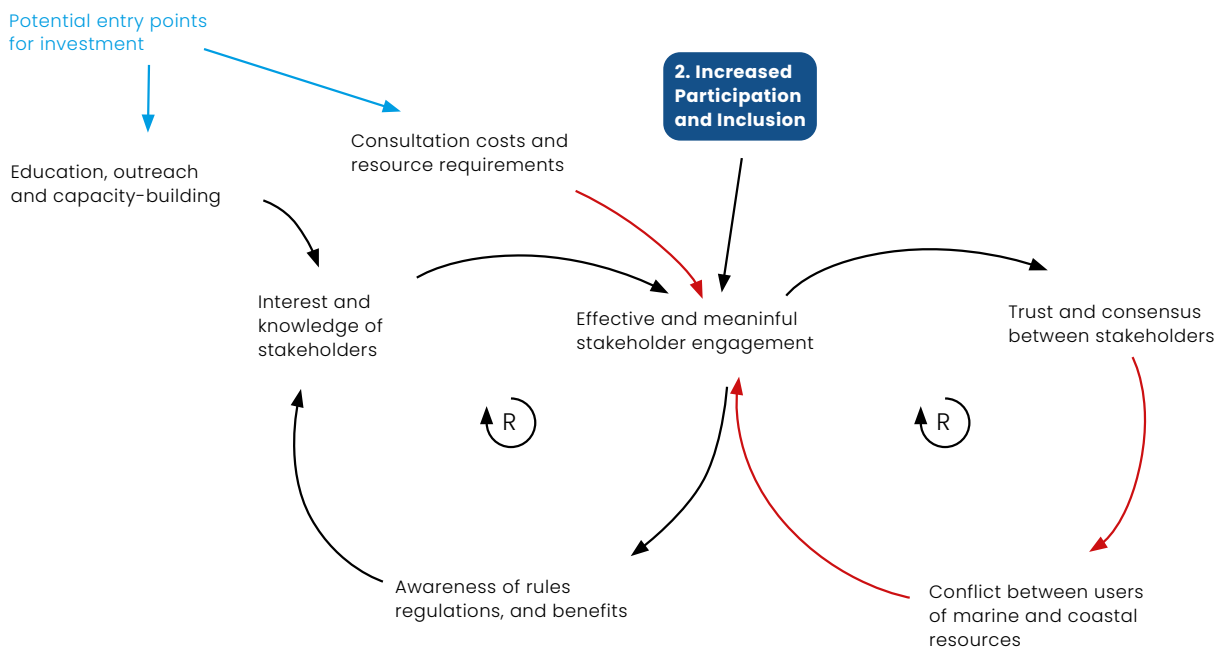 Potential entry points
for investment
2. Increased
Participation
and Inclusion
Consultation costs and
resource requirements
Education, outreach
and capacity-building
Interest and
knowledge of
stakeholders
Effective and meaninful
stakeholder engagement
Trust and consensus
between stakeholders
R
R
Awareness of rules
regulations, and benefits
Conflict between users
of marine and coastal
resources